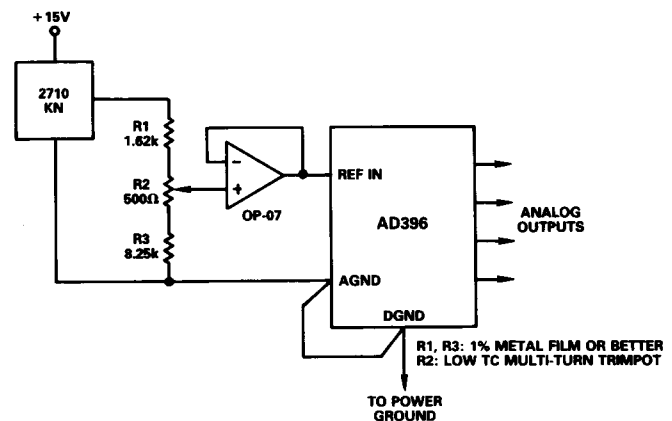 +15V
2710
KN
R1
1.62k
R2
500Ω
R3
8.25k
−
+
OP-07
REF IN
AD396
AGND
DGND
ANALOG
OUTPUTS
R1, R3: 1% METAL FILM OR BETTER
R2: LOW TC MULTI-TURN TRIMPOT
TO POWER
GROUND